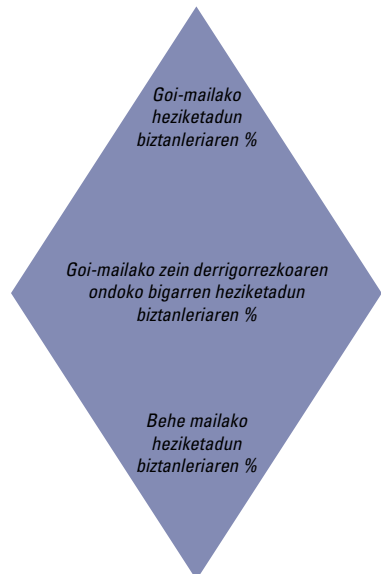 Goi-mailako
heziketadun
biztanleriaren %
Goi-mailako zein derrigorrezkoaren
ondoko bigarren heziketadun
biztanleriaren %
Behe mailako
heziketadun
biztanleriaren %